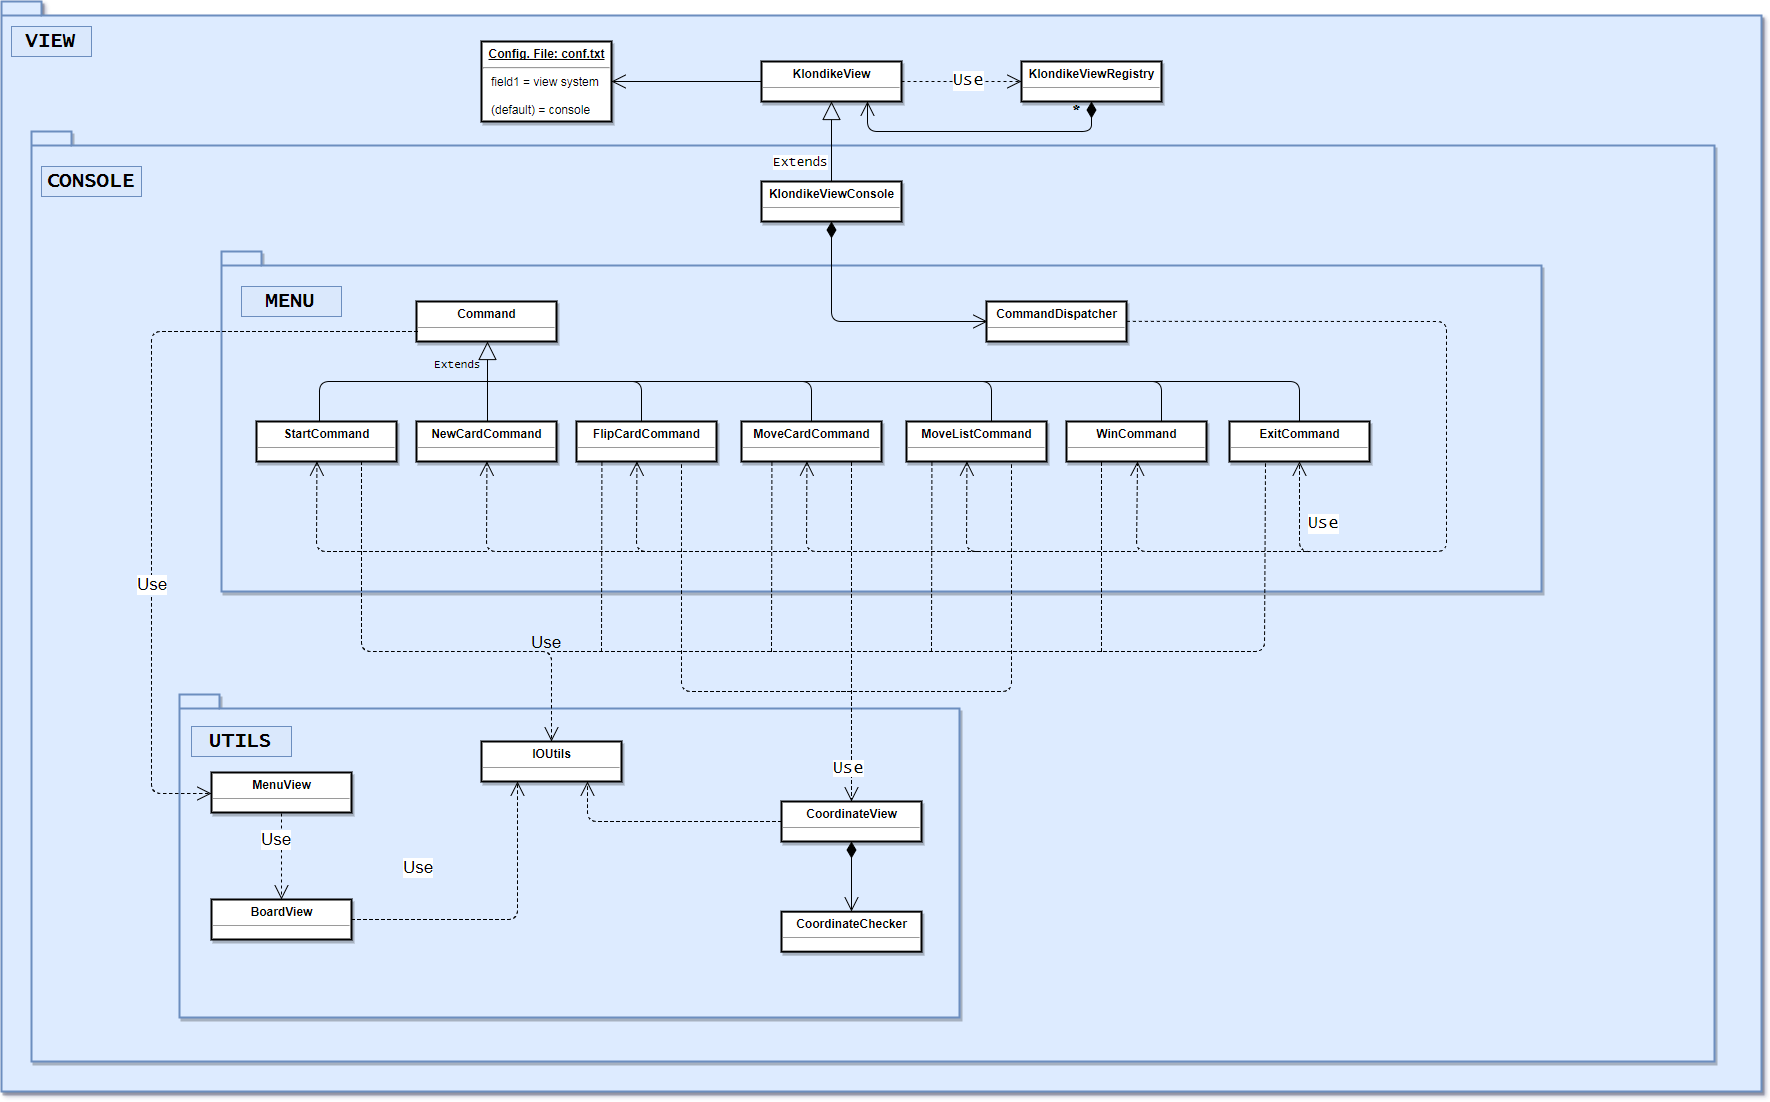 VIEW
Config. File: conf.txt
field1 = view system
(default) = console
KlondikeView
Use
KlondikeViewRegistry
*
Extends
CONSOLE
KlondikeViewConsole
MENU
Command
CommandDispatcher
Extends
StartCommand
NewCardCommand
FlipCardCommand
MoveCardCommand
MoveListCommand
WinCommand
ExitCommand
Use
Use
Use
UTILS
IOUtils
Use
MenuView
CoordinateView
Use
Use
BoardView
CoordinateChecker